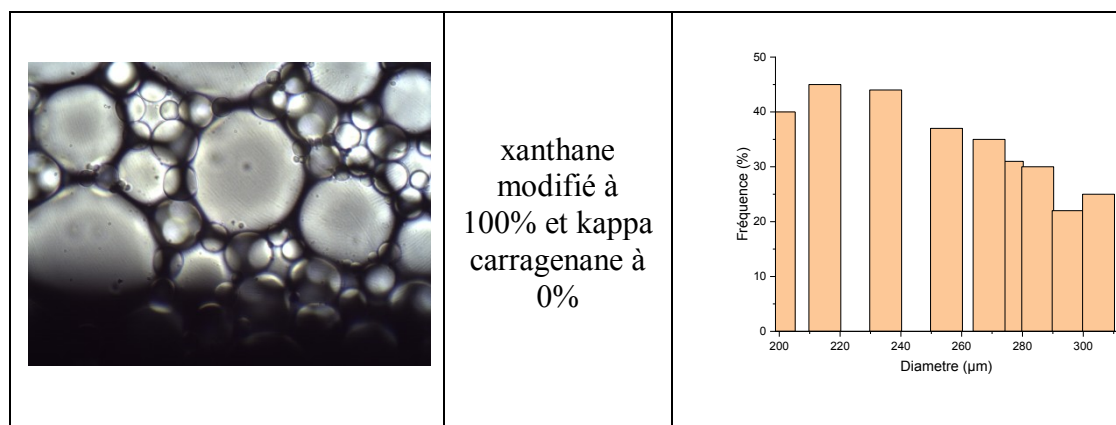 xanthane
modifié à
100% et kappa
carragenane à
0%
50
40
30
20
10
0
Fréquence (%)
200 220 240 260 280 300
Diametre (µm)